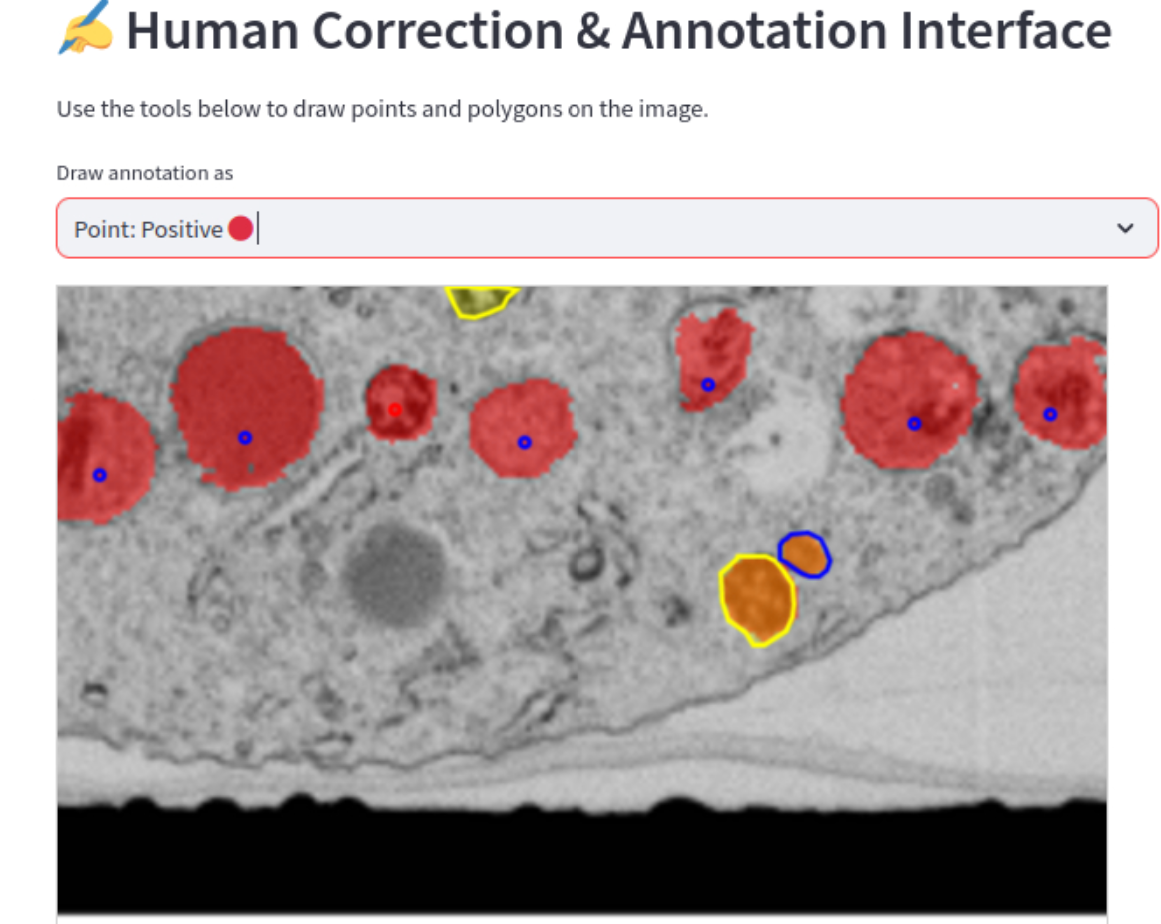 ✍️ Human Correction & Annotation Interface
Use the tools below to draw points and polygons on the image.
Draw annotation as
Point: Positive 🔴